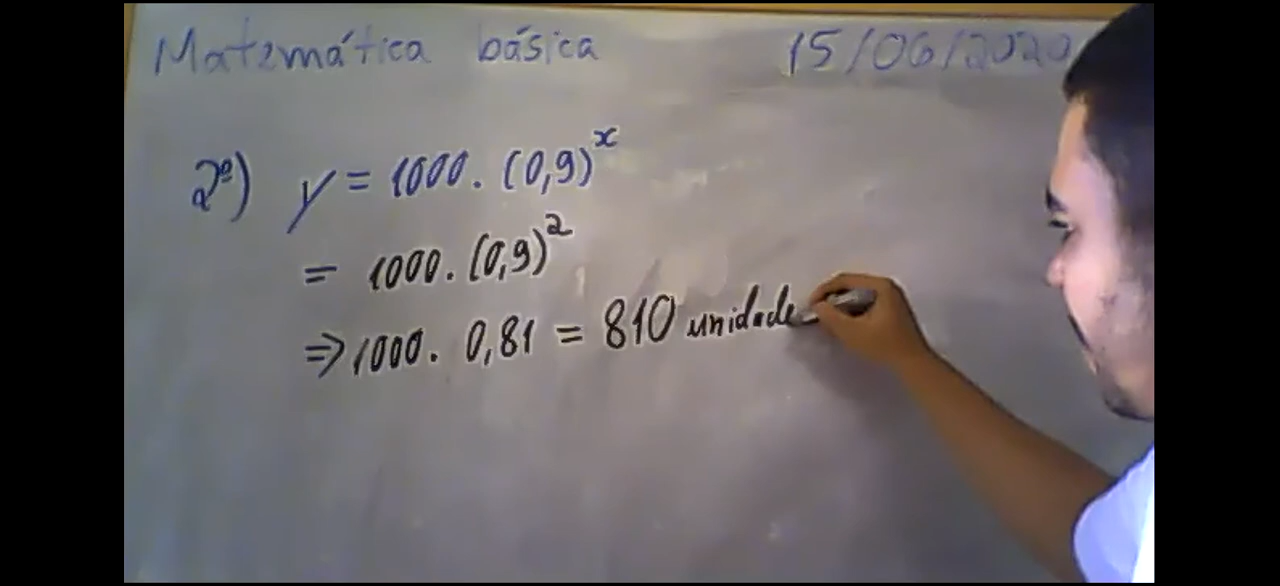 Matemática básica 15/06/2020
2º) y = 1000 . (0,9)^x
= 1000 . (0,9)^2
⇒ 1000 . 0,81 = 810 unidade